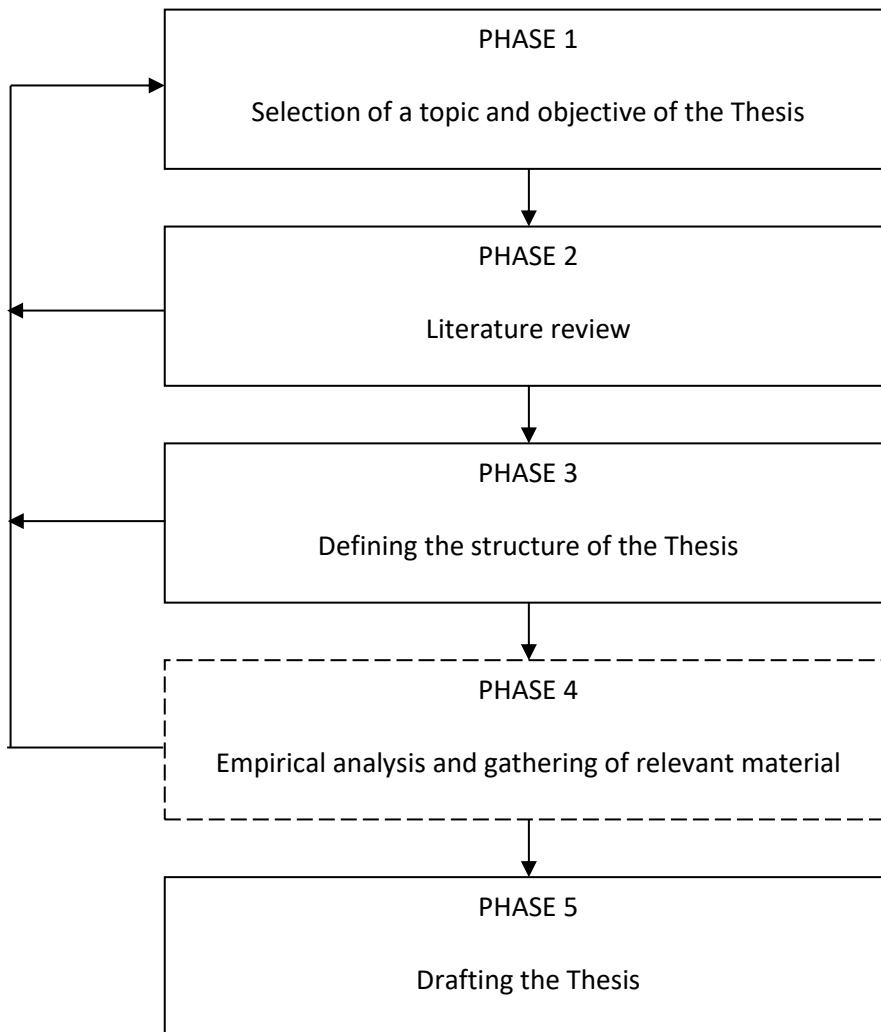 PHASE 1
Selection of a topic and objective of the Thesis
PHASE 2
Literature review
PHASE 3
Defining the structure of the Thesis
PHASE 4
Empirical analysis and gathering of relevant material
PHASE 5
Drafting the Thesis